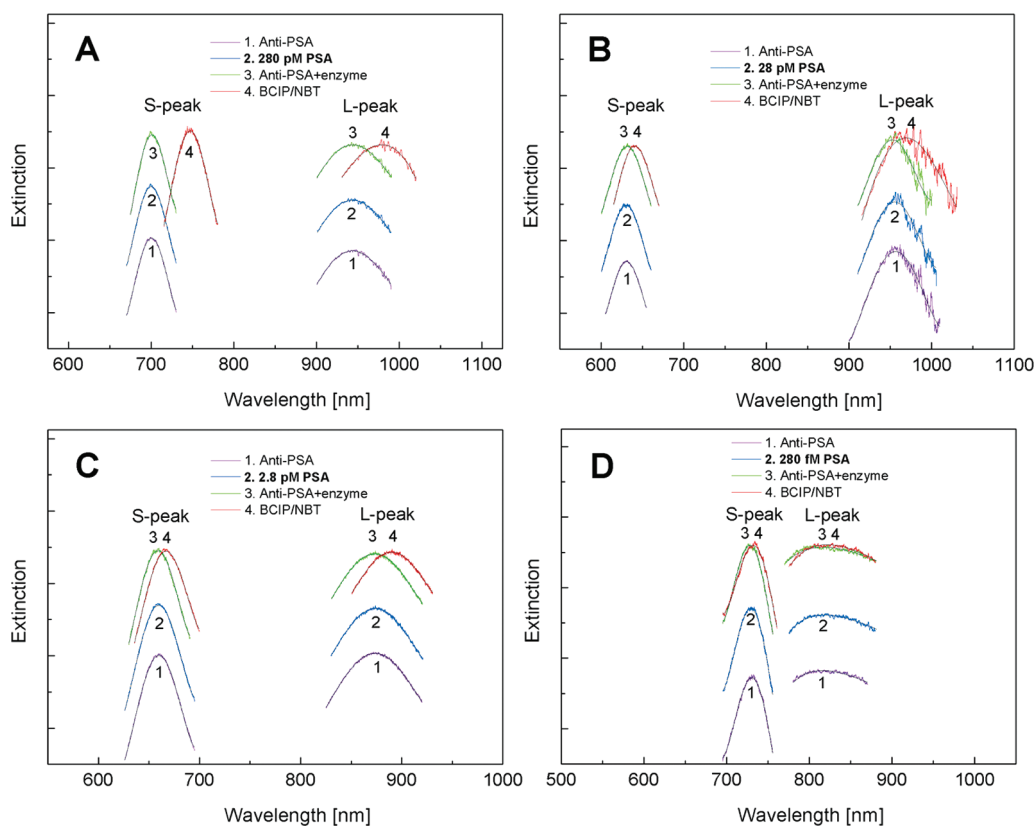 A
1. Anti-PSA
2. 280 pM PSA
3. Anti-PSA+enzyme
4. BCIP/NBT
S-peak
L-peak
3
4
3
4
2
2
1
1
Extinction
600 700 800 900 1000 1100
Wavelength [nm]
B
1. Anti-PSA
2. 28 pM PSA
3. Anti-PSA+enzyme
4. BCIP/NBT
S-peak
L-peak
3 4
3 4
2
2
1
1
Extinction
600 700 800 900 1000 1100
Wavelength [nm]
C
1. Anti-PSA
2. 2.8 pM PSA
3. Anti-PSA+enzyme
4. BCIP/NBT
S-peak
L-peak
3 4
3 4
2
2
1
1
Extinction
600 700 800 900 1000
Wavelength [nm]
D
1. Anti-PSA
2. 280 fM PSA
3. Anti-PSA+enzyme
4. BCIP/NBT
S-peak
L-peak
3 4
3 4
2
2
1
1
Extinction
500 600 700 800 900 1000
Wavelength [nm]